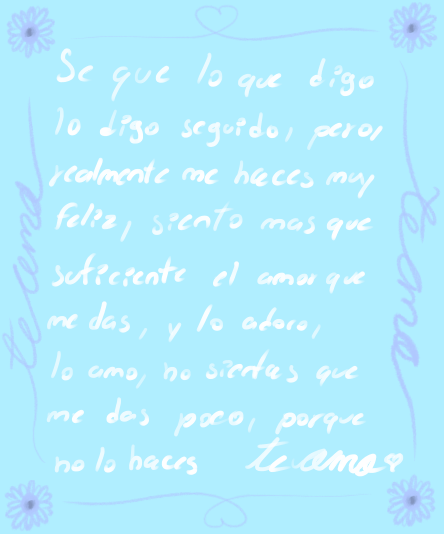 Se que lo que digo
lo digo seguido, pero,
realmente me haces muy
feliz, siento mas que
suficiente el amor que
me das, y lo adoro,
lo amo, no sientas que
me das poco, porque
no lo haces te amo
te amo
te amo